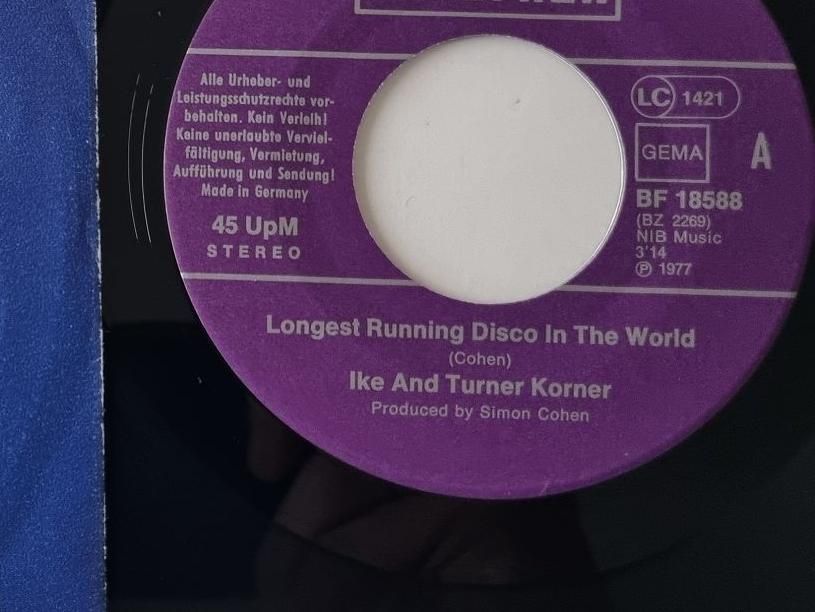 Alle Urheber- und
Leistungsschutzrechte vor-
behalten. Kein Verleih!
Keine unerlaubte Verviel-
fältigung, Vermietung,
Aufführung und Sendung!
Made in Germany
45 UpM
STEREO
LC 1421
GEMA
A
BF 18588
(BZ 2269)
NIB Music
3'14
Ⓟ 1977
Longest Running Disco In The World
(Cohen)
Ike And Turner Korner
Produced by Simon Cohen